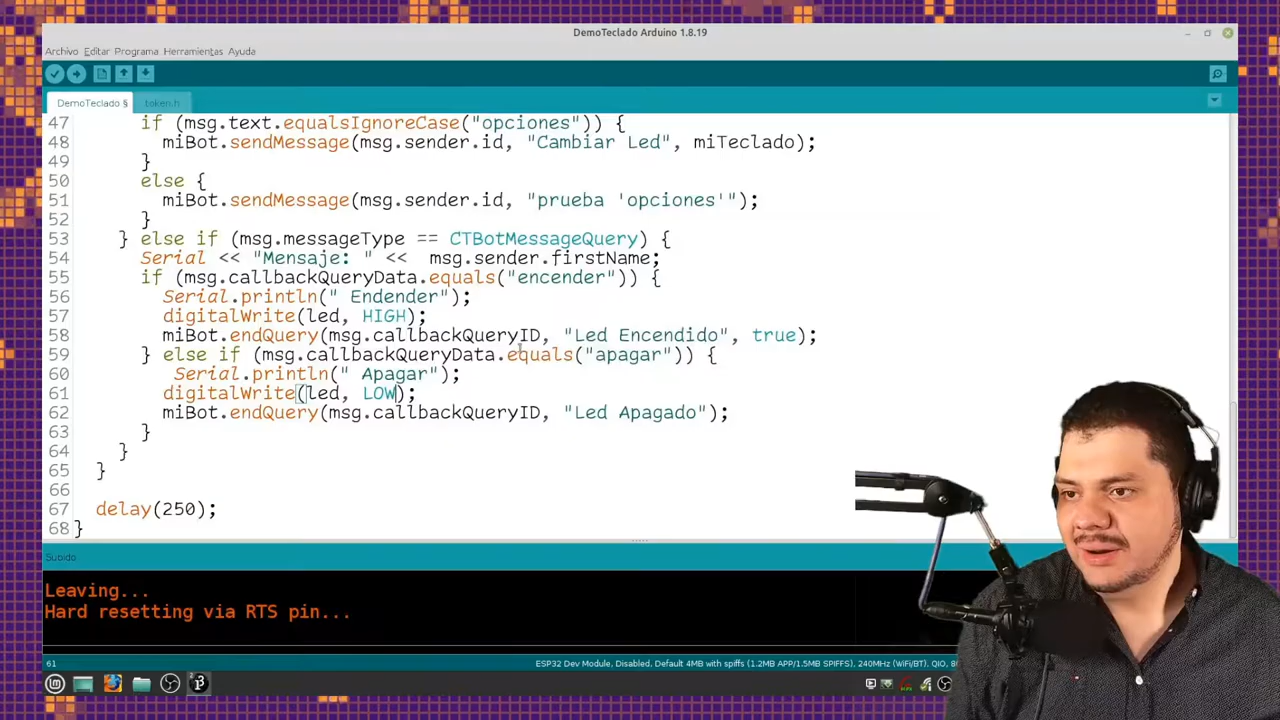 DemoTeclado Arduino 1.8.19
Archivo Editar Programa Herramientas Ayuda
DemoTeclado § token.h
47 if (msg.text.equalsIgnoreCase("opciones")) {
48 miBot.sendMessage(msg.sender.id, "Cambiar Led", miTeclado);
49 }
50 else {
51 miBot.sendMessage(msg.sender.id, "prueba 'opciones'");
52 }
53 } else if (msg.messageType == CTBotMessageQuery) {
54 Serial << "Mensaje: " << msg.sender.firstName;
55 if (msg.callbackQueryData.equals("encender")) {
56 Serial.println(" Endender");
57 digitalWrite(led, HIGH);
58 miBot.endQuery(msg.callbackQueryID, "Led Encendido", true);
59 } else if (msg.callbackQueryData.equals("apagar")) {
60 Serial.println(" Apagar");
61 digitalWrite(led, LOW);
62 miBot.endQuery(msg.callbackQueryID, "Led Apagado");
63 }
64 }
65 }
66
67 delay(250);
68 }
Subido
Leaving...
Hard resetting via RTS pin...
61 ESP32 Dev Module, Disabled, Default 4MB with spiffs (1.2MB APP/1.5MB SPIFFS), 240MHz (WiFi/BT), QIO,